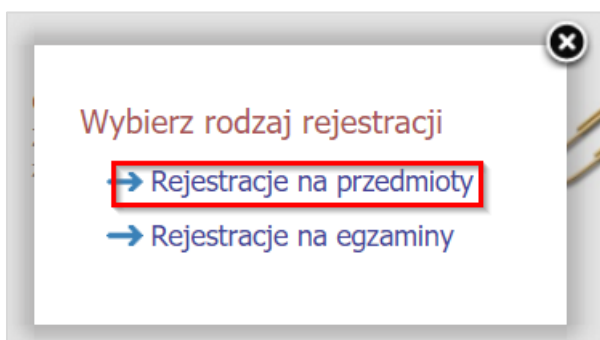 Wybierz rodzaj rejestracji
Rejestracje na przedmioty
Rejestracje na egzaminy